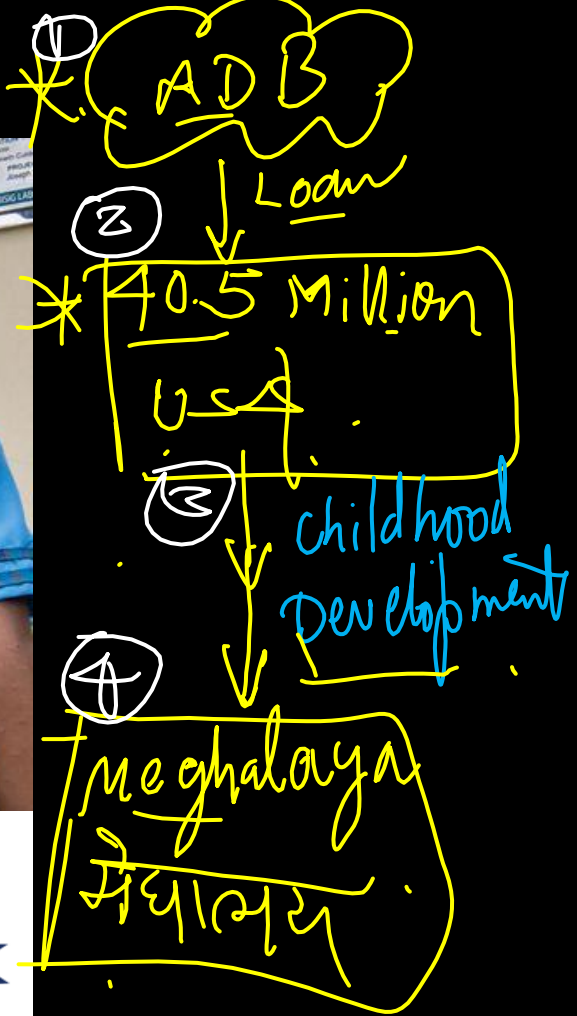 1
ADB
Loan
2
40.5 Million
USA
3
childhood
Development
4
Meghalaya
मेघालय